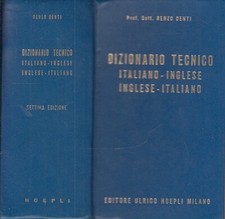 RENZO DENTI
DIZIONARIO TECNICO
ITALIANO-INGLESE
INGLESE-ITALIANO
SETTIMA EDIZIONE
HOEPLI
Prof. Dott. RENZO DENTI
DIZIONARIO TECNICO
ITALIANO-INGLESE
INGLESE-ITALIANO
EDITORE ULRICO HOEPLI MILANO